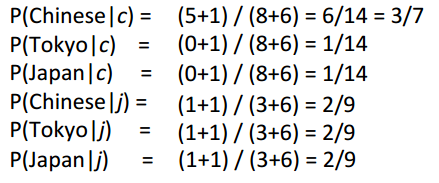 P(Chinese|c) = (5+1) / (8+6) = 6/14 = 3/7
P(Tokyo|c) = (0+1) / (8+6) = 1/14
P(Japan|c) = (0+1) / (8+6) = 1/14
P(Chinese|j) = (1+1) / (3+6) = 2/9
P(Tokyo|j) = (1+1) / (3+6) = 2/9
P(Japan|j) = (1+1) / (3+6) = 2/9